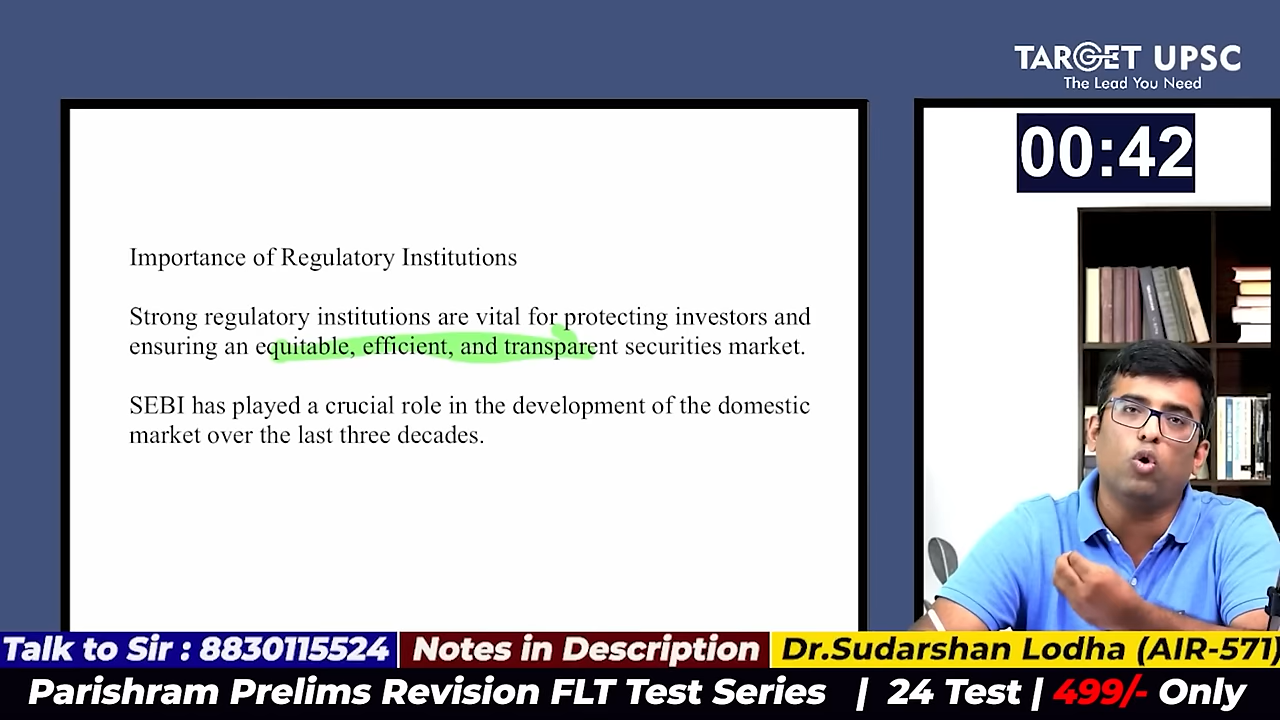 TARGET UPSC
The Lead You Need
00:42
Importance of Regulatory Institutions
Strong regulatory institutions are vital for protecting investors and
ensuring an equitable, efficient, and transparent securities market.
SEBI has played a crucial role in the development of the domestic
market over the last three decades.
Talk to Sir : 8830115524
Notes in Description
Dr.Sudarshan Lodha (AIR-571)
Parishram Prelims Revision FLT Test Series | 24 Test | 499/- Only